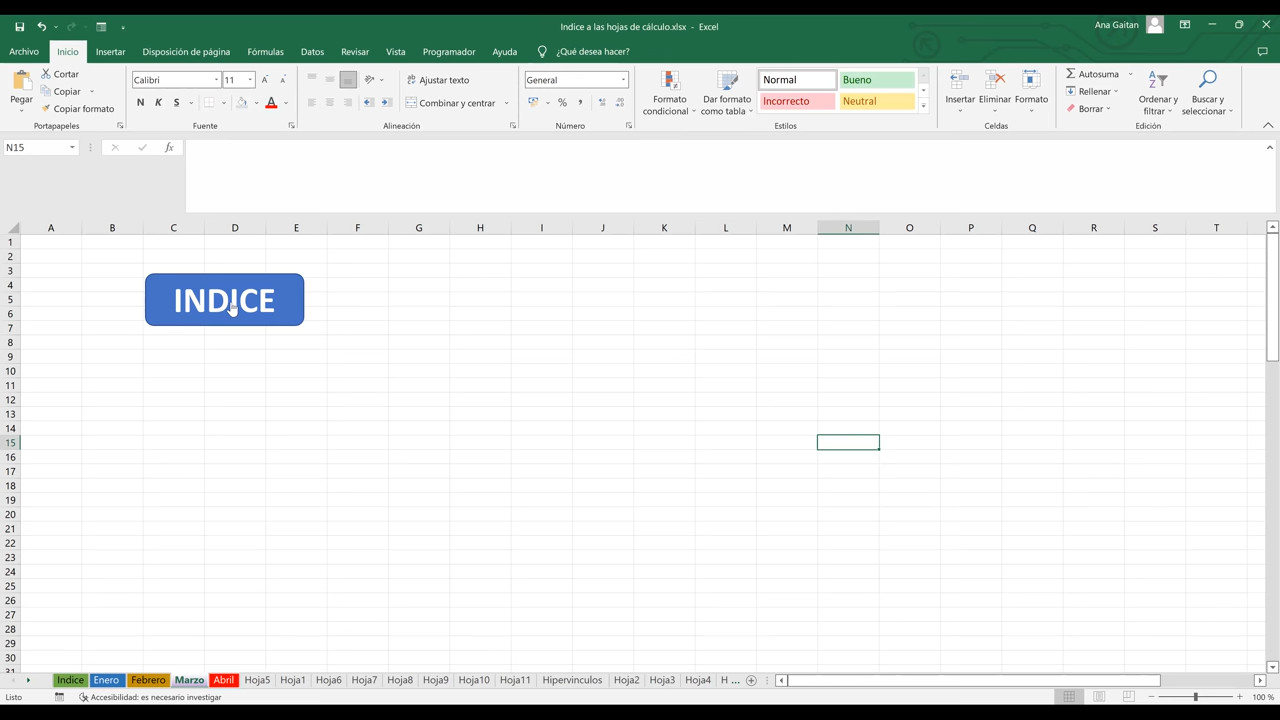 Indice a las hojas de cálculo.xlsx - Excel
Ana Gaitan
Archivo Inicio Insertar Disposición de página Fórmulas Datos Revisar Vista Programador Ayuda ¿Qué desea hacer?
Pegar
Cortar
Copiar
Copiar formato
Portapapeles
Calibri 11
N K S
Fuente
Ajustar texto
Combinar y centrar
Alineación
General
Número
Formato condicional
Dar formato como tabla
Normal Bueno
Incorrecto Neutral
Estilos
Insertar Eliminar Formato
Celdas
Autosuma
Rellenar
Borrar
Ordenar y filtrar
Buscar y seleccionar
Edición
N15 fx
A B C D E F G H I J K L M N O P Q R S T
1
2
3
4
5
6
7
8
9
10
11
12
13
14
15
16
17
18
19
20
21
22
23
24
25
26
27
28
29
30
31
INDICE
Indice Enero Febrero Marzo Abril Hoja5 Hoja1 Hoja6 Hoja7 Hoja8 Hoja9 Hoja10 Hoja11 Hipervínculos Hoja2 Hoja3 Hoja4 H ...
Listo Accesibilidad: es necesario investigar 100 %